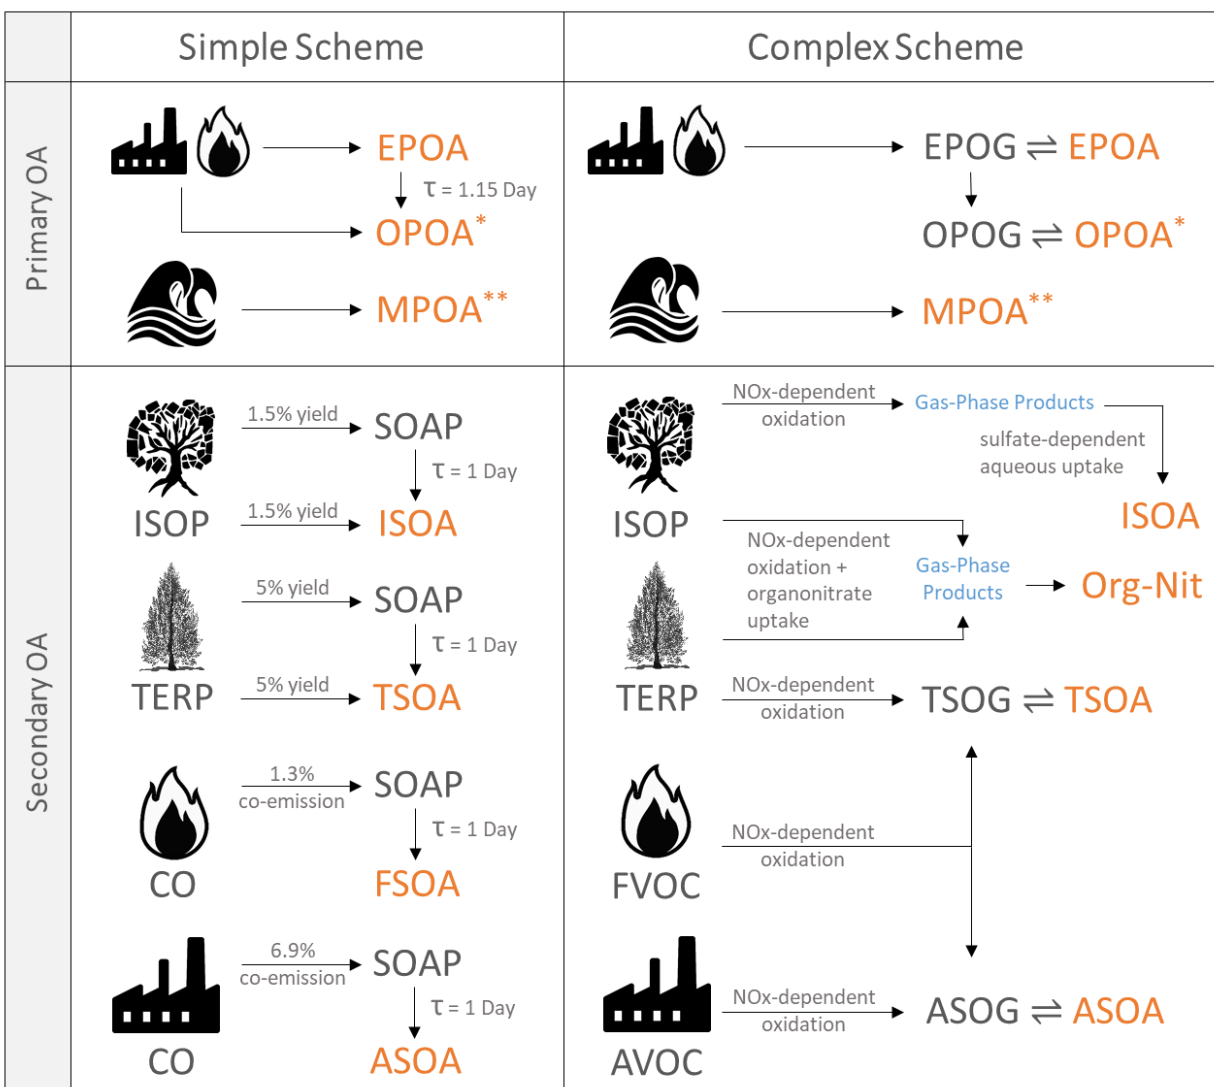 Simple Scheme
Complex Scheme
Primary OA
EPOA
τ = 1.15 Day
OPOA*
MPOA**
EPOG ⇌ EPOA
OPOG ⇌ OPOA*
MPOA**
Secondary OA
1.5% yield
SOAP
τ = 1 Day
1.5% yield
ISOP
ISOA
5% yield
SOAP
τ = 1 Day
5% yield
TERP
TSOA
1.3%
co-emission
SOAP
τ = 1 Day
CO
FSOA
6.9%
co-emission
SOAP
τ = 1 Day
CO
ASOA
NOx-dependent
oxidation
Gas-Phase Products
sulfate-dependent
aqueous uptake
ISOP
ISOA
NOx-dependent
oxidation +
organonitrate
uptake
Gas-Phase
Products
Org-Nit
TERP
NOx-dependent
oxidation
TSOG ⇌ TSOA
NOx-dependent
oxidation
FVOC
NOx-dependent
oxidation
ASOG ⇌ ASOA
AVOC